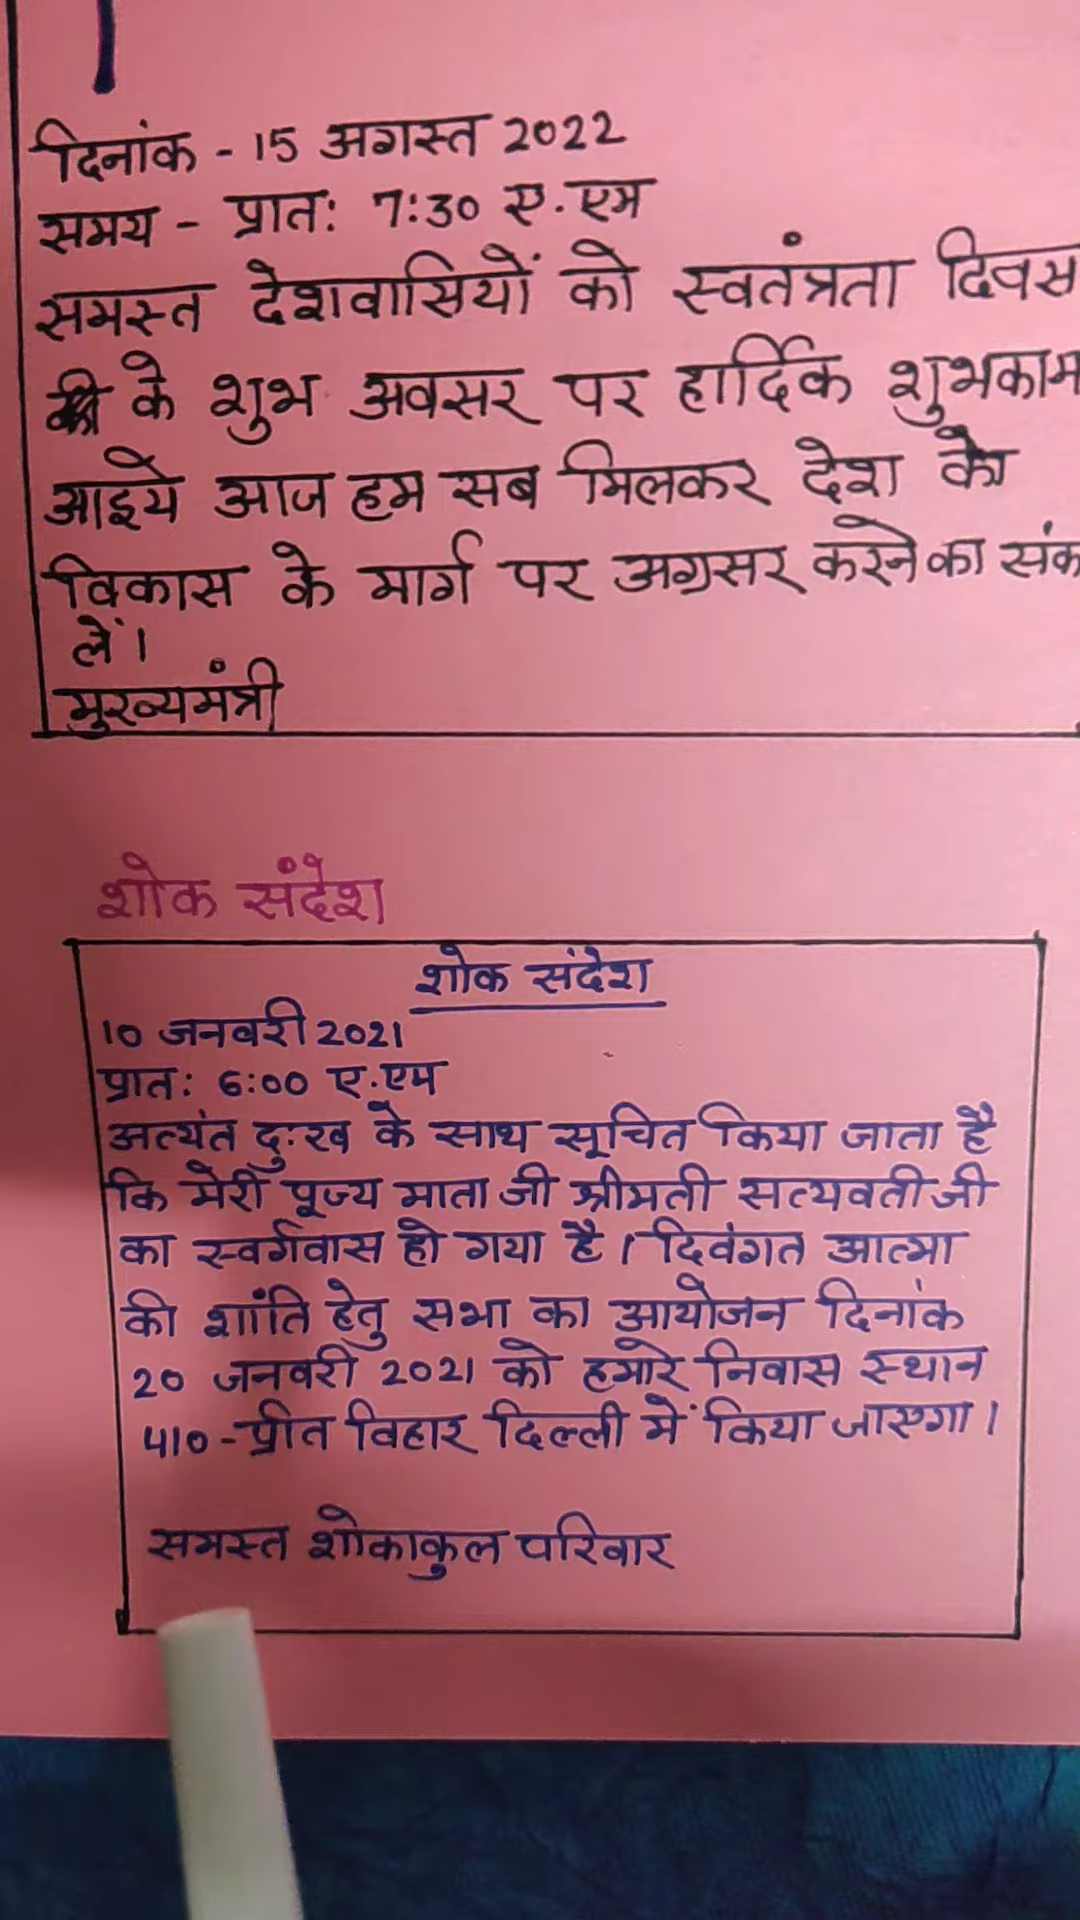 दिनांक - 15 अगस्त 2022
समय - प्रातः 7:30 ए.एम
समस्त देशवासियों को स्वतंत्रता दिवस
के शुभ अवसर पर हार्दिक शुभकाम
आइये आज हम सब मिलकर देश को
विकास के मार्ग पर अग्रसर करने का संक
लें।
मुख्यमंत्री
शोक संदेश
शोक संदेश
10 जनवरी 2021
प्रातः 6:00 ए.एम
अत्यंत दुःख के साथ सूचित किया जाता है
कि मेरी पूज्य माता जी श्रीमती सत्यवती जी
का स्वर्गवास हो गया है। दिवंगत आत्मा
की शांति हेतु सभा का आयोजन दिनांक
20 जनवरी 2021 को हमारे निवास स्थान
410-प्रीत विहार दिल्ली में किया जाएगा।
समस्त शोकाकुल परिवार